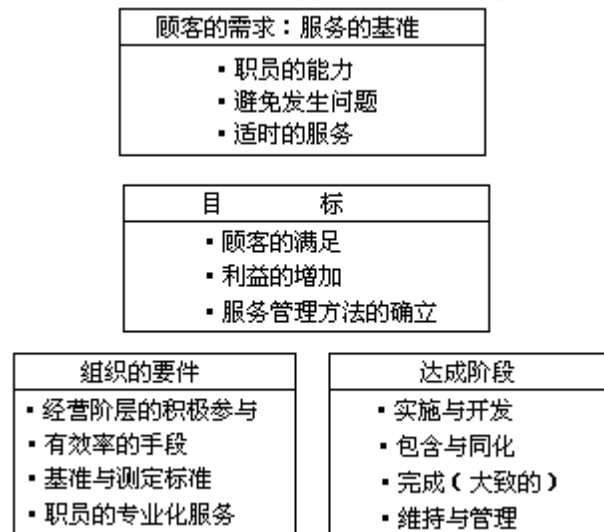 顾客的需求：服务的基准
▪职员的能力
▪避免发生问题
▪适时的服务
目 标
▪顾客的满足
▪利益的增加
▪服务管理方法的确立
组织的要件
▪经营阶层的积极参与
▪有效率的手段
▪基准与测定标准
▪职员的专业化服务
达成阶段
▪实施与开发
▪包含与同化
▪完成（大致的）
▪维持与管理